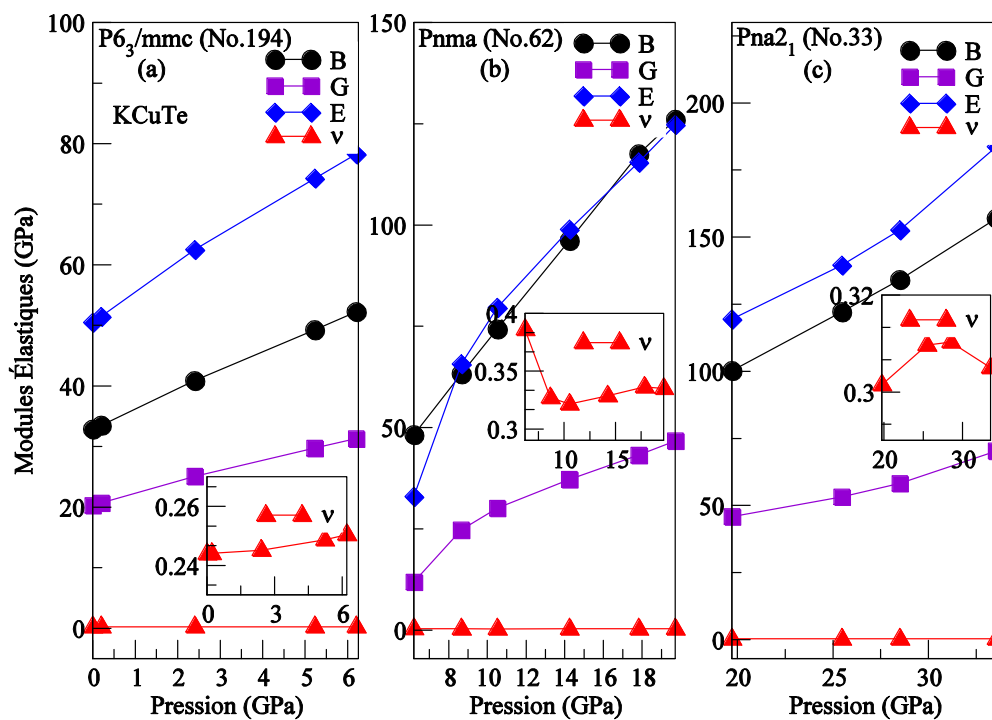 Modules Élastiques (GPa)
P6₃/mmc (No.194)
(a)
KCuTe
B
G
E
ν
100
80
60
40
20
0
0.26
0.24
ν
0 3 6
0 1 2 3 4 5 6
Pression (GPa)
Pnma (No.62)
(b)
B
G
E
ν
150
100
50
0
0.4
0.35
0.3
ν
10 15
8 10 12 14 16 18
Pression (GPa)
Pna2₁ (No.33)
(c)
B
G
E
ν
200
150
100
50
0
0.32
0.3
ν
20 30
20 25 30
Pression (GPa)